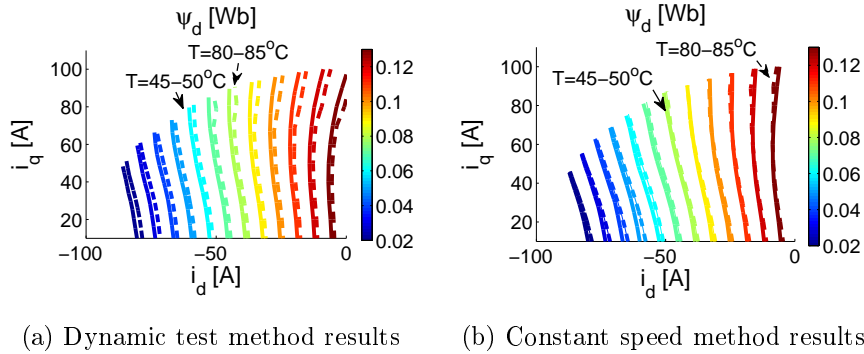 ψd [Wb]
T=80−85°C
T=45−50°C
100
80
60
40
20
iq [A]
−100
−50
0
id [A]
0.12
0.1
0.08
0.06
0.04
0.02
(a) Dynamic test method results
ψd [Wb]
T=80−85°C
T=45−50°C
100
80
60
40
20
iq [A]
−100
−50
0
id [A]
0.12
0.1
0.08
0.06
0.04
0.02
(b) Constant speed method results